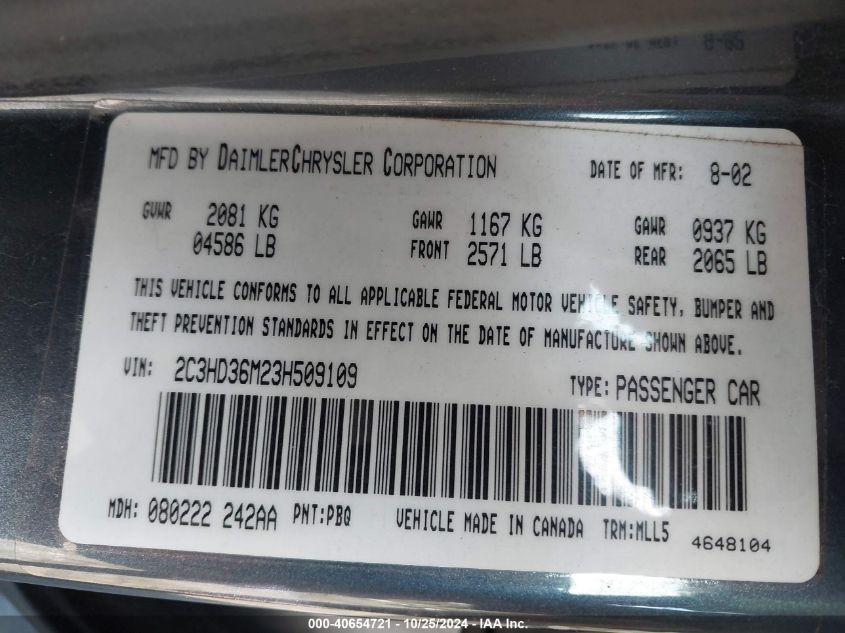 MFD BY DAIMLERCHRYSLER CORPORATION DATE OF MFR: 8-02
GVWR 2081 KG GAWR 1167 KG GAWR 0937 KG
04586 LB FRONT 2571 LB REAR 2065 LB
THIS VEHICLE CONFORMS TO ALL APPLICABLE FEDERAL MOTOR VEHICLE SAFETY, BUMPER AND
THEFT PREVENTION STANDARDS IN EFFECT ON THE DATE OF MANUFACTURE SHOWN ABOVE.
VIN: 2C3HD36M23H509109 TYPE: PASSENGER CAR
MDH: 080222 242AA PNT:PBQ VEHICLE MADE IN CANADA TRM:MLL5 4648104
000-40654721 - 10/25/2024 - IAA Inc.